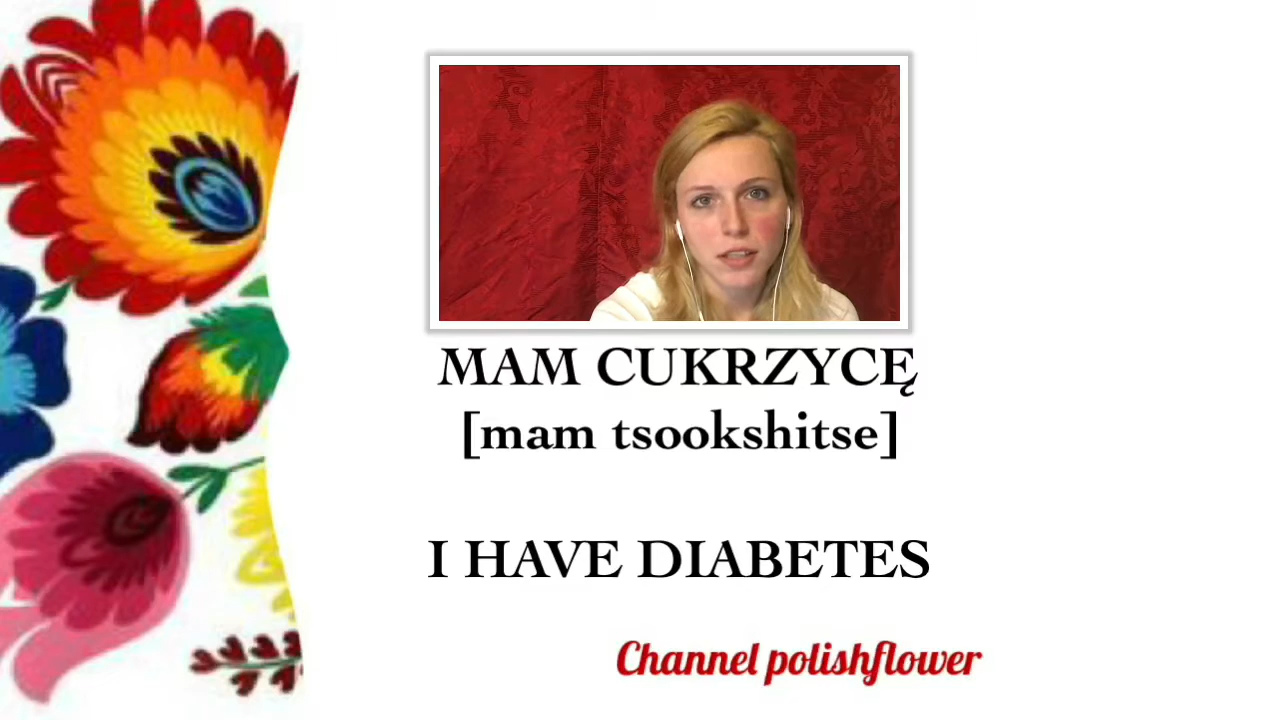 MAM CUKRZYCĘ
[mam tsookshitse]
I HAVE DIABETES
Channel polishflower